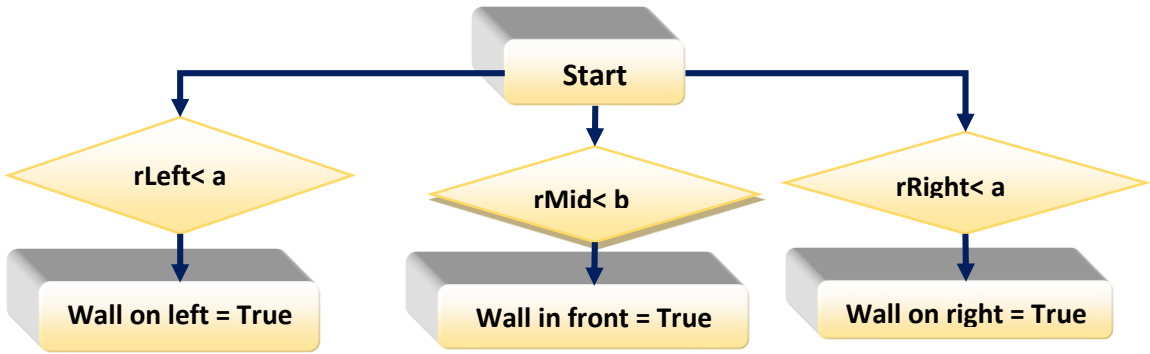 Start
rLeft< a
rMid< b
rRight< a
Wall on left = True
Wall in front = True
Wall on right = True